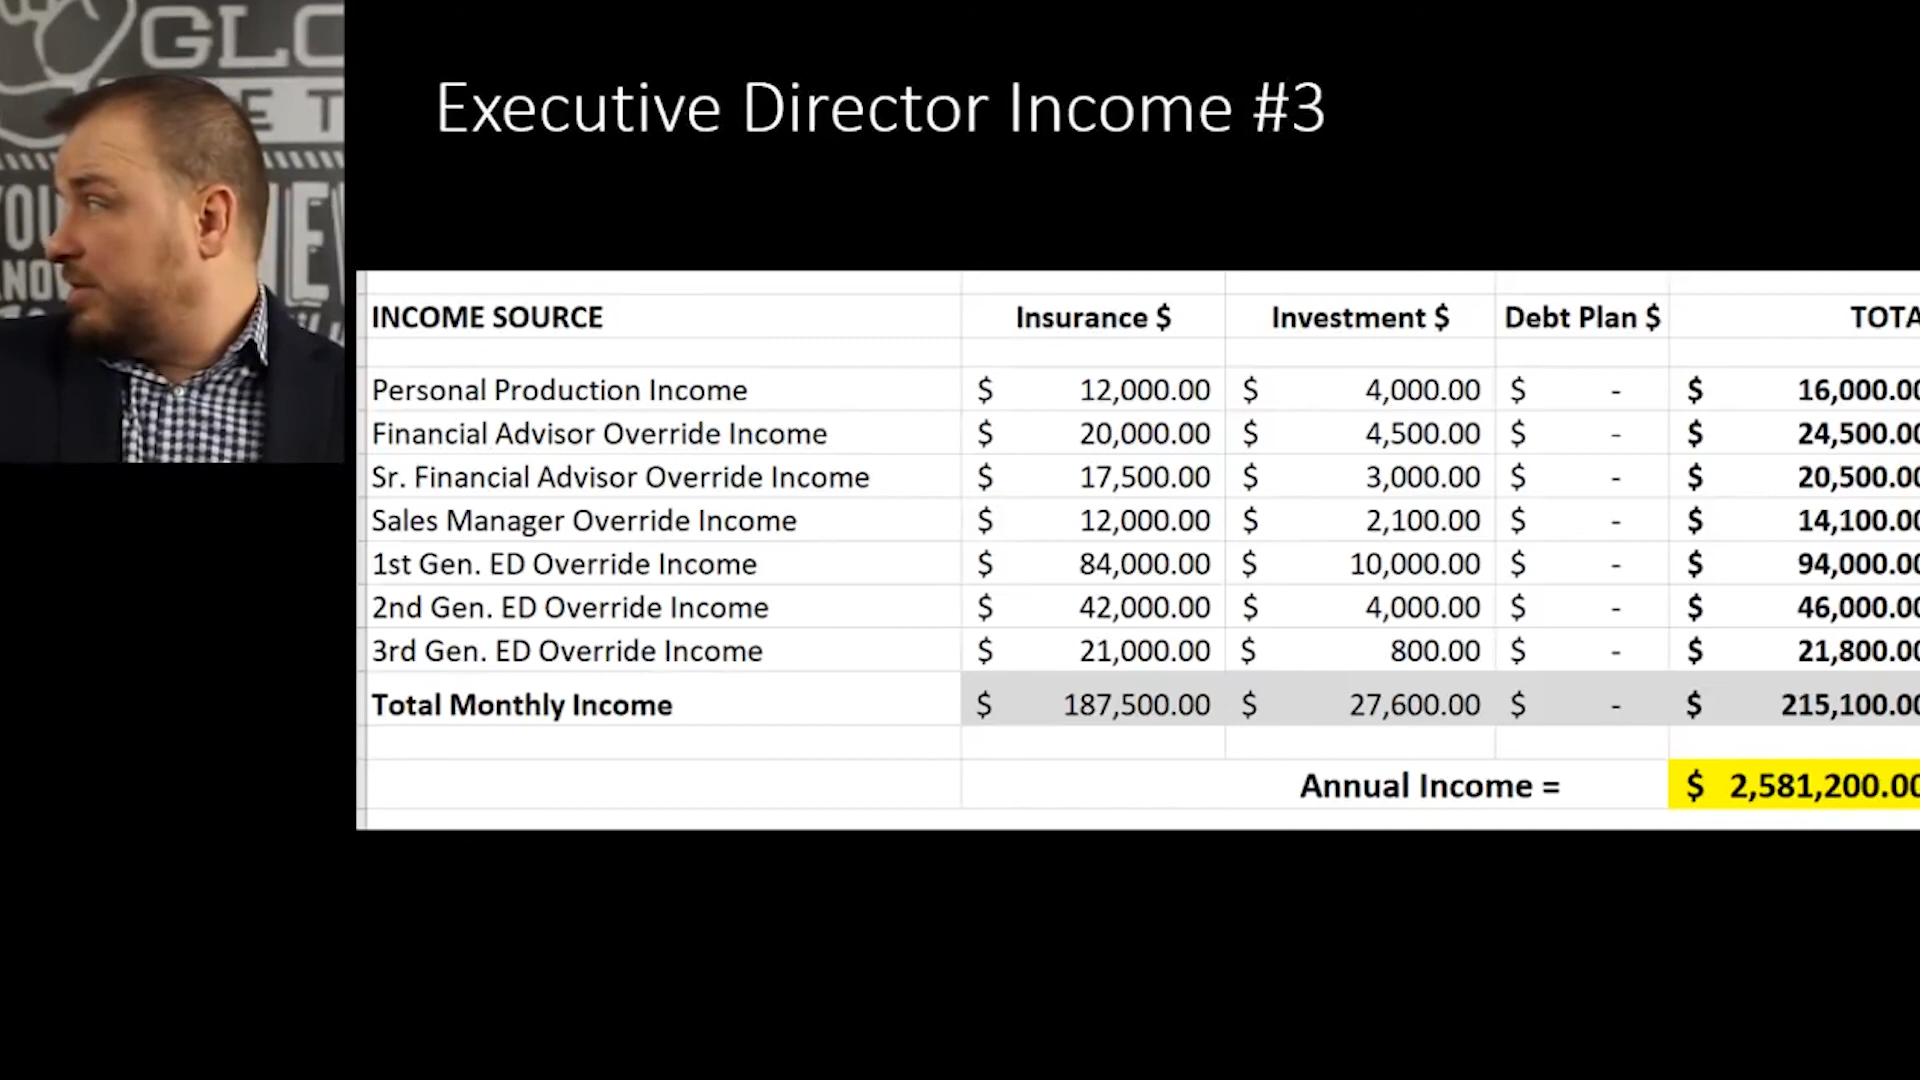 GLO
E T
YOU
IEV
KNOW
Executive Director Income #3
INCOME SOURCE Insurance $ Investment $ Debt Plan $ TOTA
Personal Production Income $ 12,000.00 $ 4,000.00 $ - $ 16,000.00
Financial Advisor Override Income $ 20,000.00 $ 4,500.00 $ - $ 24,500.00
Sr. Financial Advisor Override Income $ 17,500.00 $ 3,000.00 $ - $ 20,500.00
Sales Manager Override Income $ 12,000.00 $ 2,100.00 $ - $ 14,100.00
1st Gen. ED Override Income $ 84,000.00 $ 10,000.00 $ - $ 94,000.00
2nd Gen. ED Override Income $ 42,000.00 $ 4,000.00 $ - $ 46,000.00
3rd Gen. ED Override Income $ 21,000.00 $ 800.00 $ - $ 21,800.00
Total Monthly Income $ 187,500.00 $ 27,600.00 $ - $ 215,100.00
Annual Income = $ 2,581,200.00